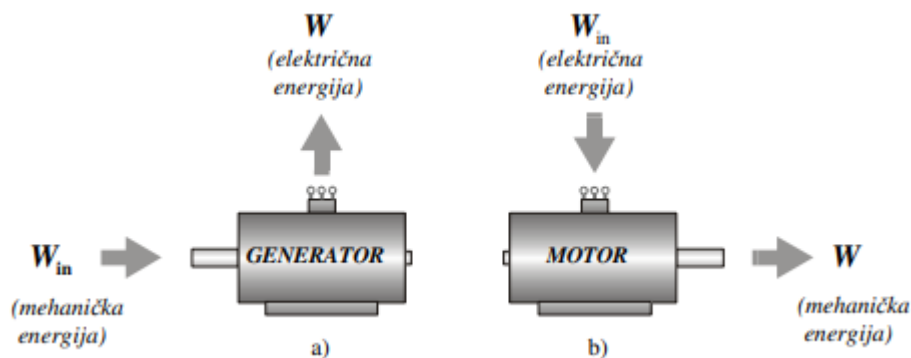 W
(električna
energija)
W_in
(električna
energija)
W_in
(mehanička
energija)
GENERATOR
MOTOR
W
(mehanička
energija)
a)
b)